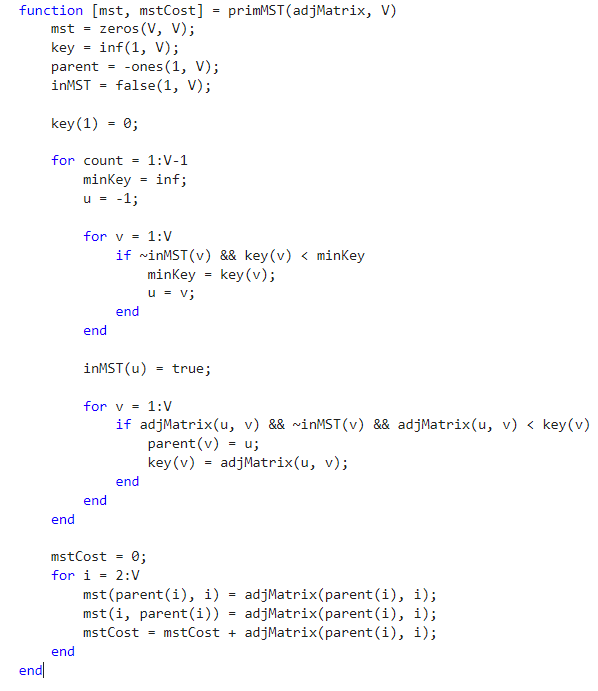 function [mst, mstCost] = primMST(adjMatrix, V)
    mst = zeros(V, V);
    key = inf(1, V);
    parent = -ones(1, V);
    inMST = false(1, V);

    key(1) = 0;

    for count = 1:V-1
        minKey = inf;
        u = -1;

        for v = 1:V
            if ~inMST(v) && key(v) < minKey
                minKey = key(v);
                u = v;
            end
        end

        inMST(u) = true;

        for v = 1:V
            if adjMatrix(u, v) && ~inMST(v) && adjMatrix(u, v) < key(v)
                parent(v) = u;
                key(v) = adjMatrix(u, v);
            end
        end
    end

    mstCost = 0;
    for i = 2:V
        mst(parent(i), i) = adjMatrix(parent(i), i);
        mst(i, parent(i)) = adjMatrix(parent(i), i);
        mstCost = mstCost + adjMatrix(parent(i), i);
    end
end